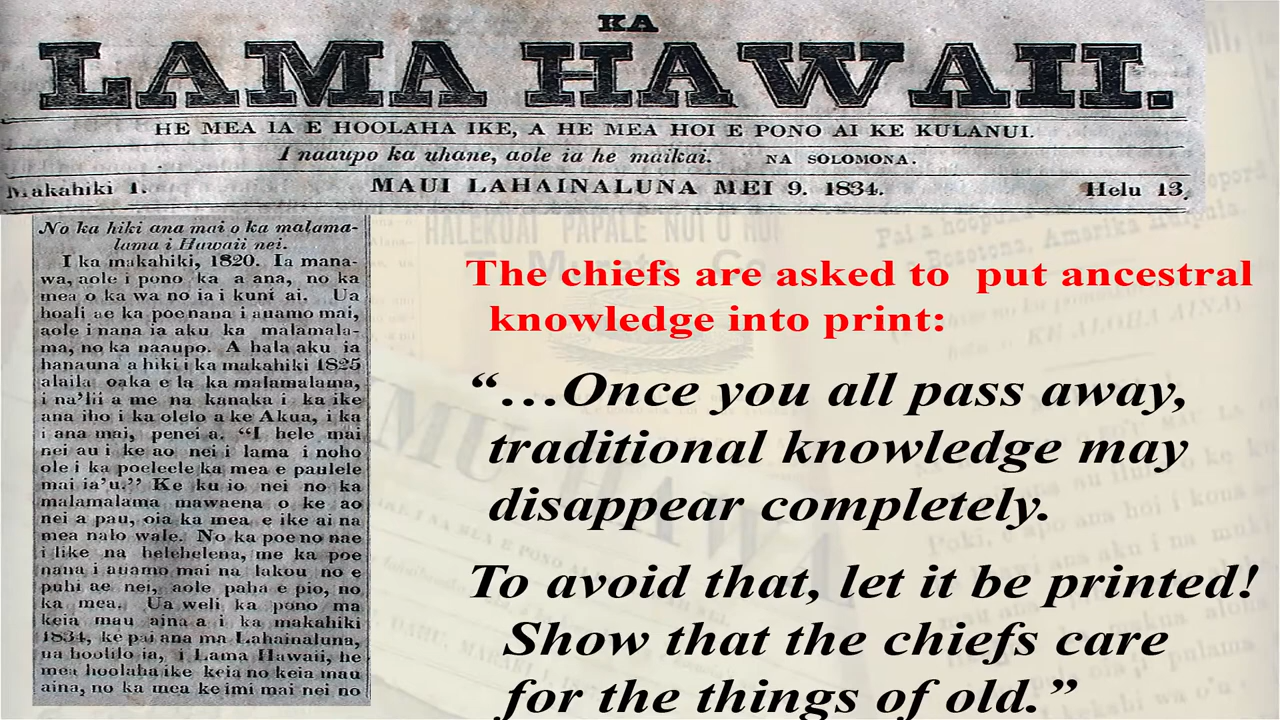 KA
LAMA HAWAII.
HE MEA IA E HOOLAHA IKE, A HE MEA HOI E PONO AI KE KULANUI.
I naaupo ka uhane, aole ia he maikai. NA SOLOMONA.
Makahiki 1. MAUI LAHAINALUNA MEI 9. 1834. Helu 13,
No ka hiki ana mai o ka malama-
lama i Hawaii nei.
I ka makahiki, 1820. Ia mana-
wa, aole i pono ka a ana, no ka
mea o ka wa no ia i kuni ai. Ua
hoali ae ka poe nana i auamo mai,
aole i nana ia aku ka malamala-
ma, no ka naaupo. A hala aku ia
hanauna a hiki i ka makahiki 1825
alaila oaka e la ka malamalama,
i na'lii a me na kanaka i ka ike
ana iho i ka olelo a ke Akua, i ka
i ana mai, penei a. "I hele mai
nei au i ke ao nei i lama i noho
ole i ka poeleele ka mea e paulele
mai ia'u." Ke ku io nei no ka
malamalama mawaena o ke ao
nei a pau, oia ka mea e ike ai na
mea nalo wale. No ka poe no nae
i like na helehelena, me ka poe
nana i auamo mai na lakou no e
puhi ae nei, aole paha e pio, no
ka mea. Ua weli ka pono ma
keia mau aina a i ka makahiki
1834, ke pai ana ma Lahainaluna,
ua hoolilo ia, i Lama Hawaii, he
mea hoolaha ike keia no keia mau
aina, no ka mea ke imi mai nei no
The chiefs are asked to put ancestral
knowledge into print:
“…Once you all pass away,
traditional knowledge may
disappear completely.
To avoid that, let it be printed!
Show that the chiefs care
for the things of old.”